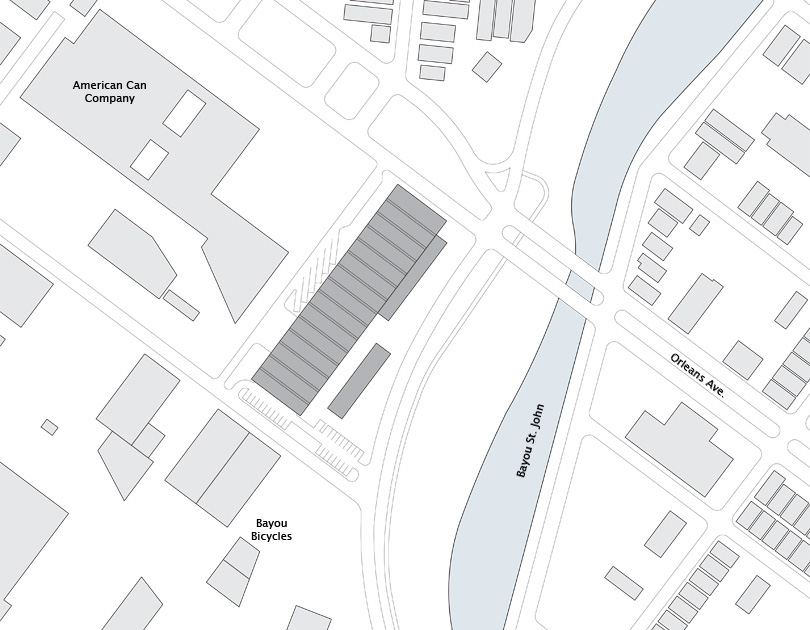 American Can
Company
Orleans Ave.
Bayou St. John
Bayou
Bicycles